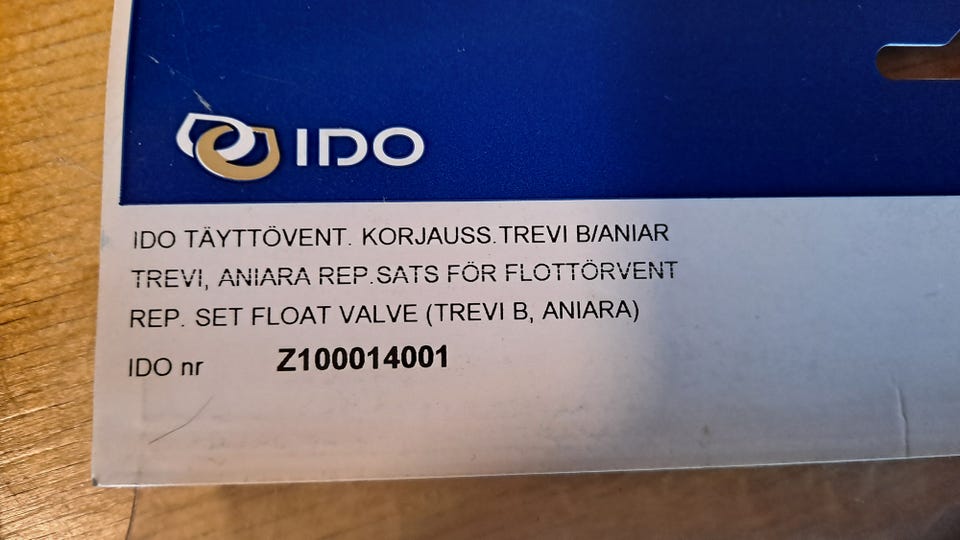 IDO
IDO TÄYTTÖVENT. KORJAUSS.TREVI B/ANIAR
TREVI, ANIARA REP.SATS FÖR FLOTTÖRVENT
REP. SET FLOAT VALVE (TREVI B, ANIARA)
IDO nr Z100014001